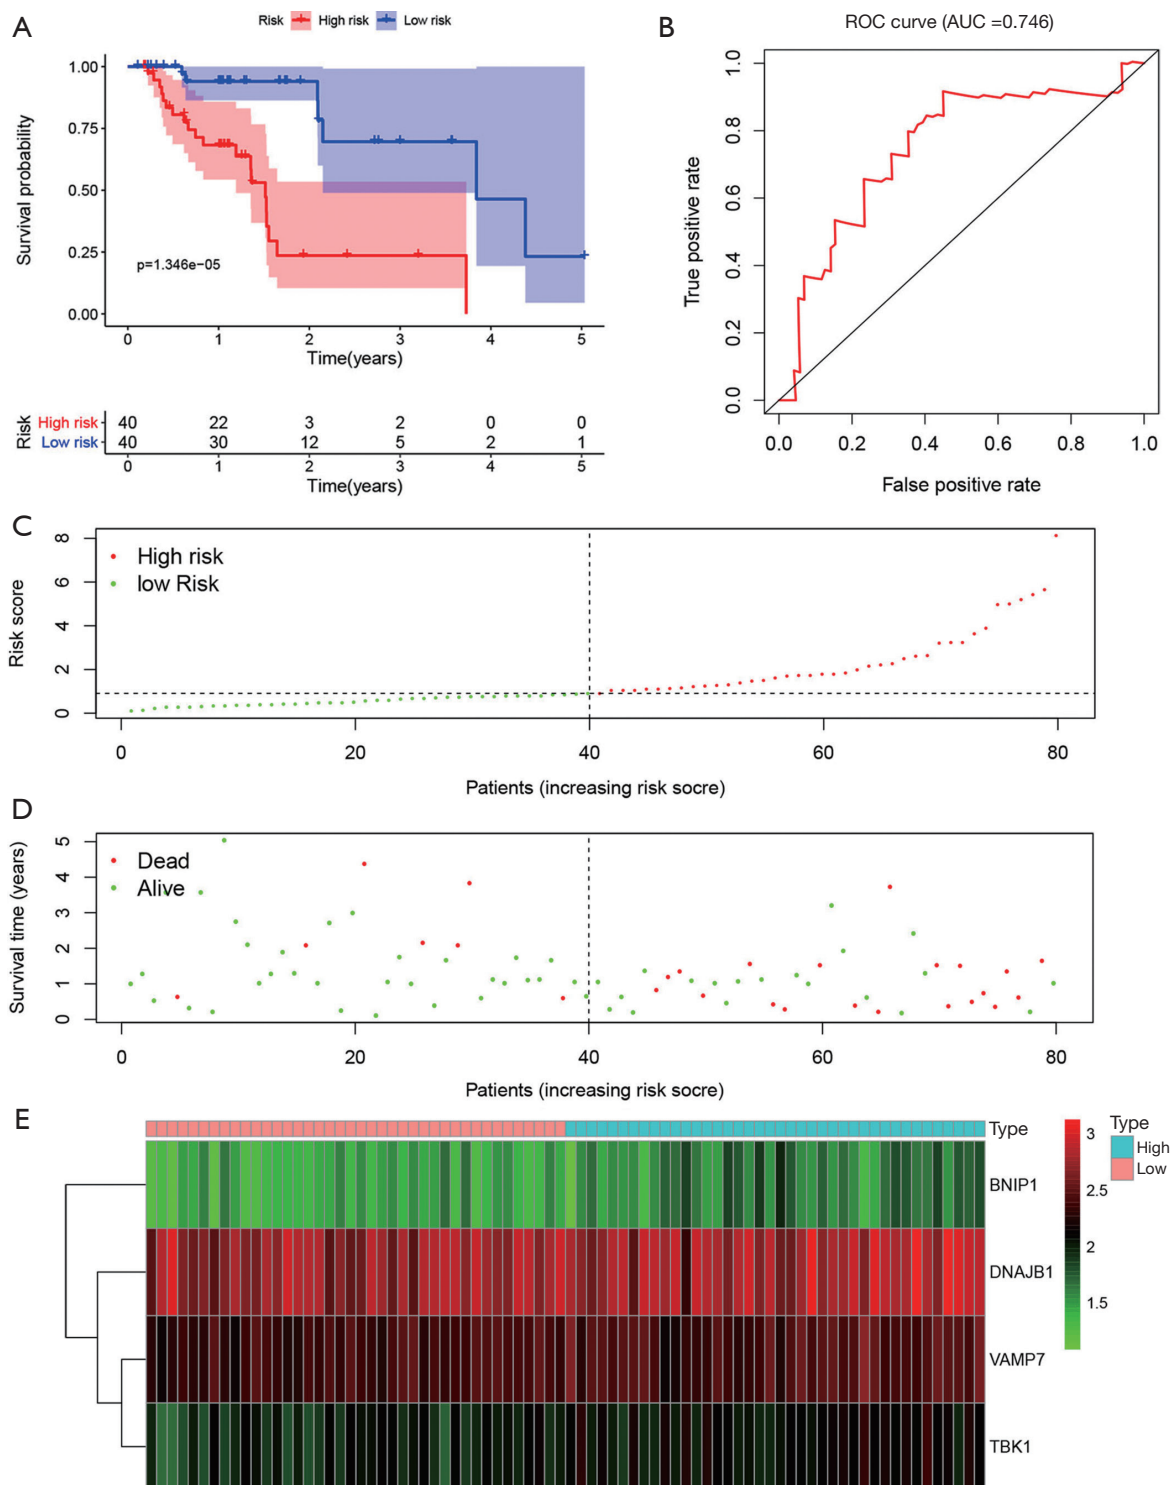 A
Risk High risk Low risk
Survival probability
1.00
0.75
0.50
0.25
0.00
p=1.346e−05
0 1 2 3 4 5
Time(years)
Risk
High risk 40 22 3 2 0 0
Low risk 40 30 12 5 2 1
0 1 2 3 4 5
Time(years)
B
ROC curve (AUC =0.746)
True positive rate
1.0
0.8
0.6
0.4
0.2
0.0
0.0 0.2 0.4 0.6 0.8 1.0
False positive rate
C
Risk score
8
6
4
2
0
High risk
low Risk
0 20 40 60 80
Patients (increasing risk socre)
D
Survival time (years)
5
4
3
2
1
0
Dead
Alive
0 20 40 60 80
Patients (increasing risk socre)
E
Type
BNIP1
DNAJB1
VAMP7
TBK1
3
2.5
2
1.5
Type
High
Low